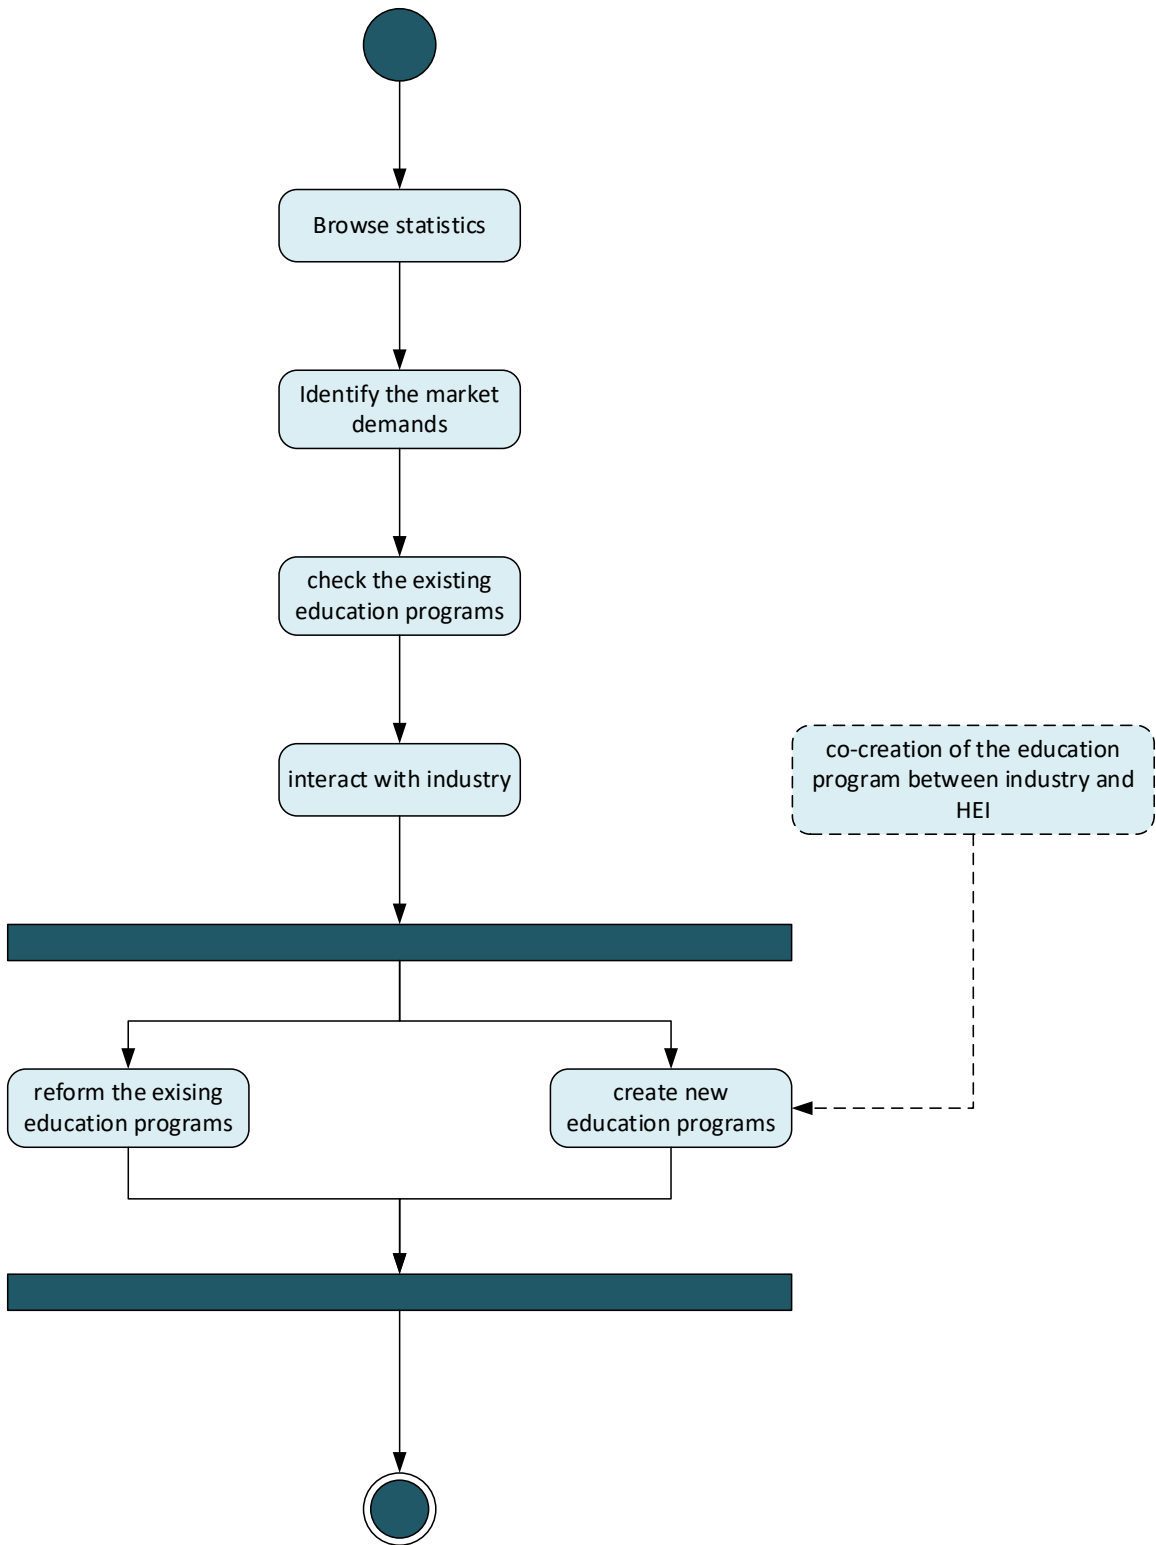 Browse statistics
Identify the market
demands
check the existing
education programs
interact with industry
co-creation of the education
program between industry and
HEI
reform the exising
education programs
create new
education programs